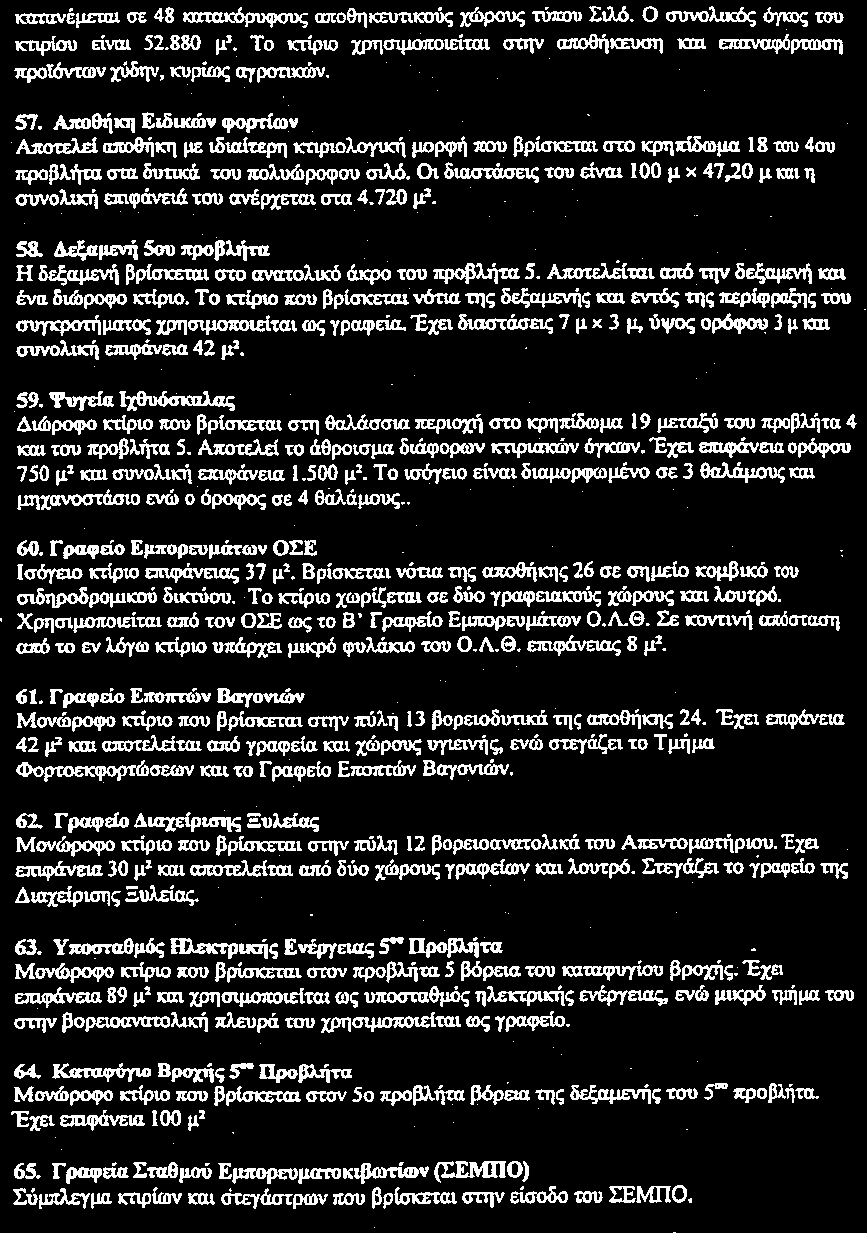 κατανέμεται σε 48 κατακόρυφους αποθηκευτικούς χώρους τύπου Σιλό. Ο συνολικός όγκος του
κτιρίου είναι 52.880 μ³. Το κτίριο χρησιμοποιείται στην αποθήκευση και επαναφόρτωση
προϊόντων χύδην, κυρίως αγροτικών.
57. Αποθήκη Ειδικών φορτίων
Αποτελεί αποθήκη με ιδιαίτερη κτιριολογική μορφή που βρίσκεται στο κρηπίδωμα 18 του 4ου
προβλήτα στα δυτικά του πολυώροφου σιλό. Οι διαστάσεις του είναι 100 μ x 47,20 μ και η
συνολική επιφάνειά του ανέρχεται στα 4.720 μ².
58. Δεξαμενή 5ου προβλήτα
Η δεξαμενή βρίσκεται στο ανατολικό άκρο του προβλήτα 5. Αποτελείται από την δεξαμενή και
ένα διώροφο κτίριο. Το κτίριο που βρίσκεται νότια της δεξαμενής και εντός της περίφραξης του
συγκροτήματος χρησιμοποιείται ως γραφεία. Έχει διαστάσεις 7 μ x 3 μ, ύψος ορόφου 3 μ και
συνολική επιφάνεια 42 μ².
59. Ψυγεία Ιχθυόσκαλας
Διώροφο κτίριο που βρίσκεται στη θαλάσσια περιοχή στο κρηπίδωμα 19 μεταξύ του προβλήτα 4
και του προβλήτα 5. Αποτελεί το άθροισμα διάφορων κτιριακών όγκων. Έχει επιφάνεια ορόφου
750 μ² και συνολική επιφάνεια 1.500 μ². Το ισόγειο είναι διαμορφωμένο σε 3 θαλάμους και
μηχανοστάσιο ενώ ο όροφος σε 4 θαλάμους..
60. Γραφείο Εμπορευμάτων ΟΣΕ
Ισόγειο κτίριο επιφάνειας 37 μ². Βρίσκεται νότια της αποθήκης 26 σε σημείο κομβικό του
σιδηροδρομικού δικτύου. Το κτίριο χωρίζεται σε δύο γραφειακούς χώρους και λουτρό.
Χρησιμοποιείται από τον ΟΣΕ ως το Β' Γραφείο Εμπορευμάτων Ο.Λ.Θ. Σε κοντινή απόσταση
από το εν λόγω κτίριο υπάρχει μικρό φυλάκιο του Ο.Λ.Θ. επιφάνειας 8 μ².
61. Γραφείο Εποπτών Βαγονιών
Μονώροφο κτίριο που βρίσκεται στην πύλη 13 βορειοδυτικά της αποθήκης 24. Έχει επιφάνεια
42 μ² και αποτελείται από γραφεία και χώρους υγιεινής, ενώ στεγάζει το Τμήμα
Φορτοεκφορτώσεων και το Γραφείο Εποπτών Βαγονιών.
62. Γραφείο Διαχείρισης Ξυλείας
Μονώροφο κτίριο που βρίσκεται στην πύλη 12 βορειοανατολικά του Απεντομωτήριου. Έχει
επιφάνεια 30 μ² και αποτελείται από δύο χώρους γραφείων και λουτρό. Στεγάζει το γραφείο της
Διαχείρισης Ξυλείας.
63. Υποσταθμός Ηλεκτρικής Ενέργειας 5ου Προβλήτα
Μονώροφο κτίριο που βρίσκεται στον προβλήτα 5 βόρεια του καταφυγίου βροχής. Έχει
επιφάνεια 89 μ² και χρησιμοποιείται ως υποσταθμός ηλεκτρικής ενέργειας, ενώ μικρό τμήμα του
στην βορειοανατολική πλευρά του χρησιμοποιείται ως γραφείο.
64. Καταφύγιο Βροχής 5ου Προβλήτα
Μονώροφο κτίριο που βρίσκεται στον 5ο προβλήτα βόρεια της δεξαμενής του 5ου προβλήτα.
Έχει επιφάνεια 100 μ²
65. Γραφεία Σταθμού Εμπορευματοκιβωτίων (ΣΕΜΠΟ)
Σύμπλεγμα κτιρίων και στεγάστρων που βρίσκεται στην είσοδο του ΣΕΜΠΟ.